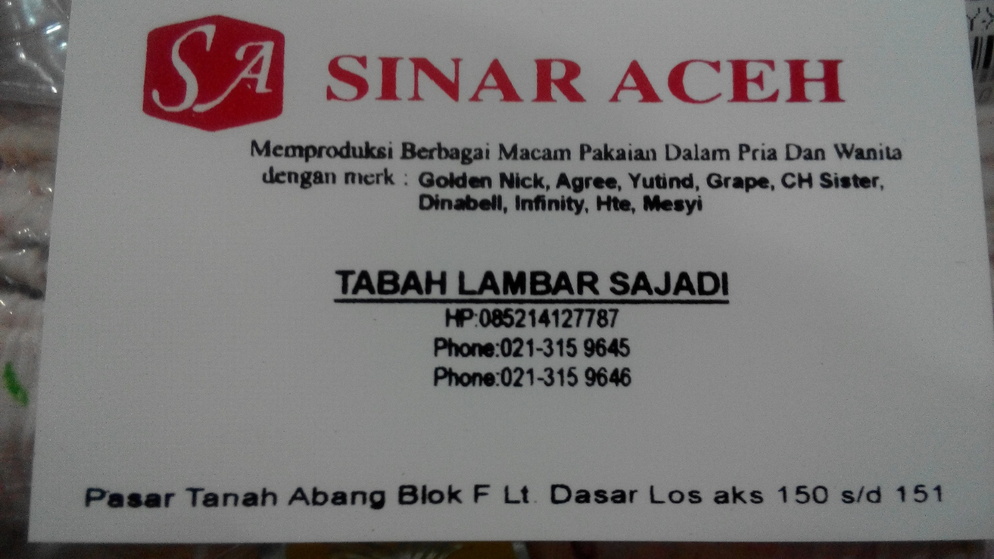 SA SINAR ACEH
Memproduksi Berbagai Macam Pakaian Dalam Pria Dan Wanita
dengan merk : Golden Nick, Agree, Yutind, Grape, CH Sister,
Dinabell, Infinity, Hte, Mesyi
TABAH LAMBAR SAJADI
HP:085214127787
Phone:021-315 9645
Phone:021-315 9646
Pasar Tanah Abang Blok F Lt. Dasar Los aks 150 s/d 151